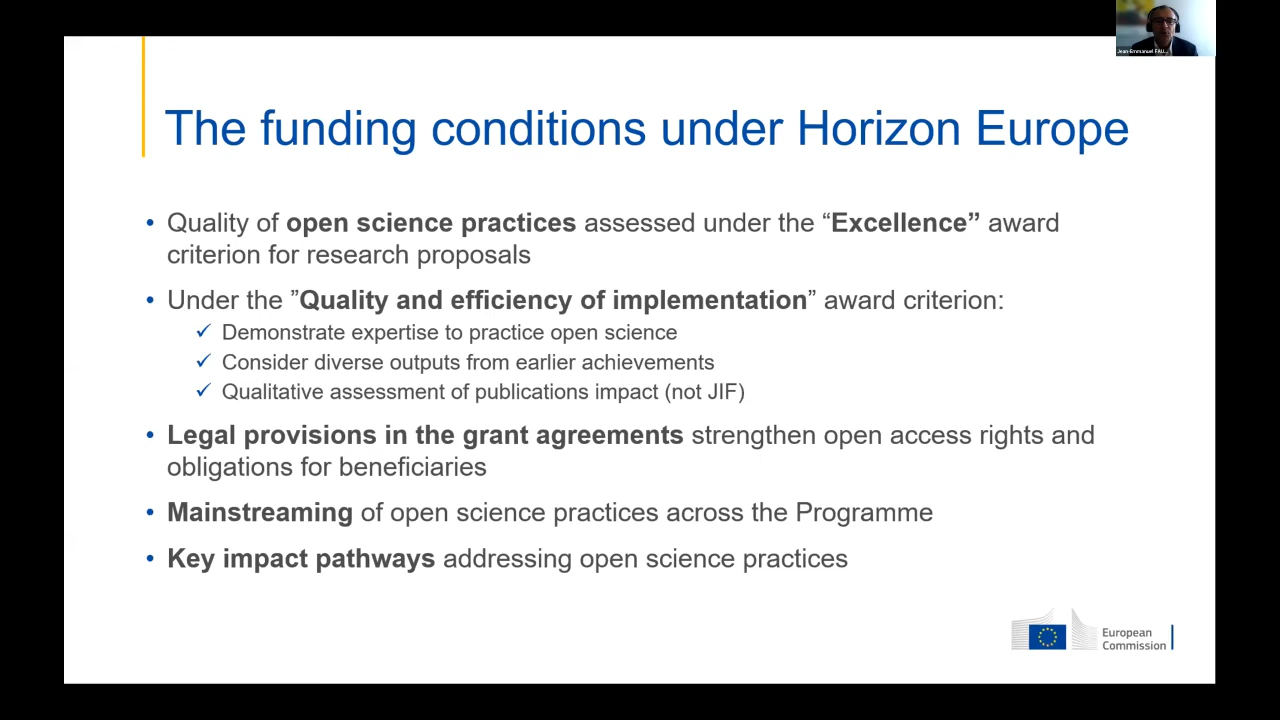 Jean-Emmanuel FAU...
The funding conditions under Horizon Europe
• Quality of open science practices assessed under the “Excellence” award
criterion for research proposals
• Under the ”Quality and efficiency of implementation” award criterion:
✓ Demonstrate expertise to practice open science
✓ Consider diverse outputs from earlier achievements
✓ Qualitative assessment of publications impact (not JIF)
• Legal provisions in the grant agreements strengthen open access rights and
obligations for beneficiaries
• Mainstreaming of open science practices across the Programme
• Key impact pathways addressing open science practices
European
Commission